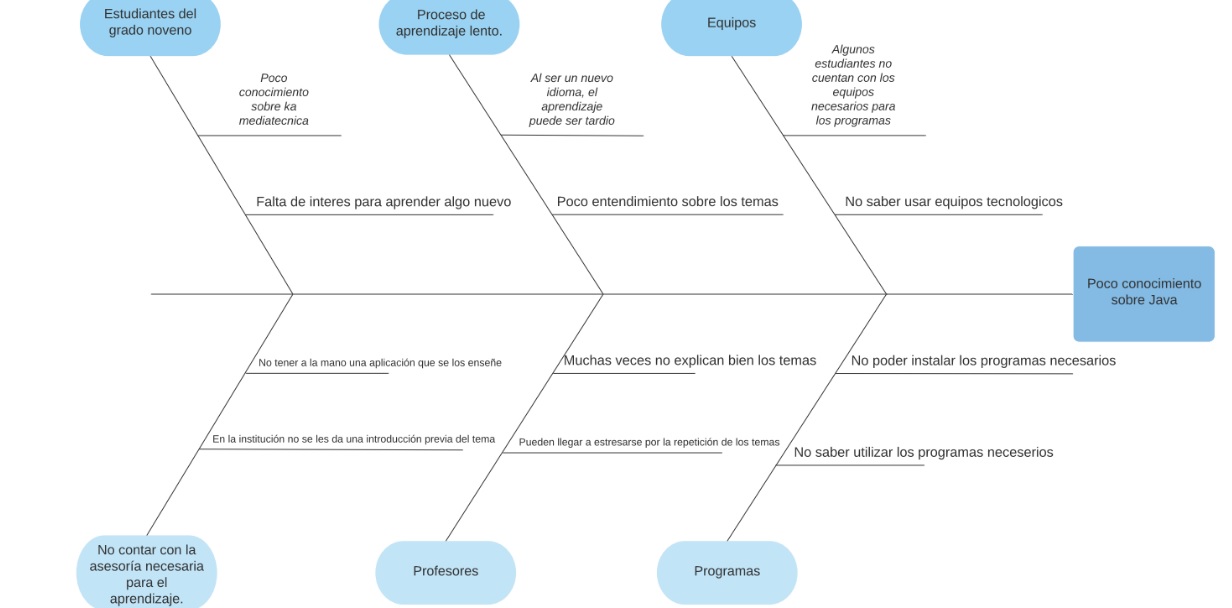 Estudiantes del
grado noveno
Proceso de
aprendizaje lento.
Equipos
Poco
conocimiento
sobre ka
mediatecnica
Al ser un nuevo
idioma, el
aprendizaje
puede ser tardio
Algunos
estudiantes no
cuentan con los
equipos
necesarios para
los programas
Falta de interes para aprender algo nuevo
Poco entendimiento sobre los temas
No saber usar equipos tecnologicos
Poco conocimiento
sobre Java
No tener a la mano una aplicación que se los enseñe
Muchas veces no explican bien los temas
No poder instalar los programas necesarios
En la institución no se les da una introducción previa del tema
Pueden llegar a estresarse por la repetición de los temas
No saber utilizar los programas neceserios
No contar con la
asesoría necesaria
para el
aprendizaje.
Profesores
Programas